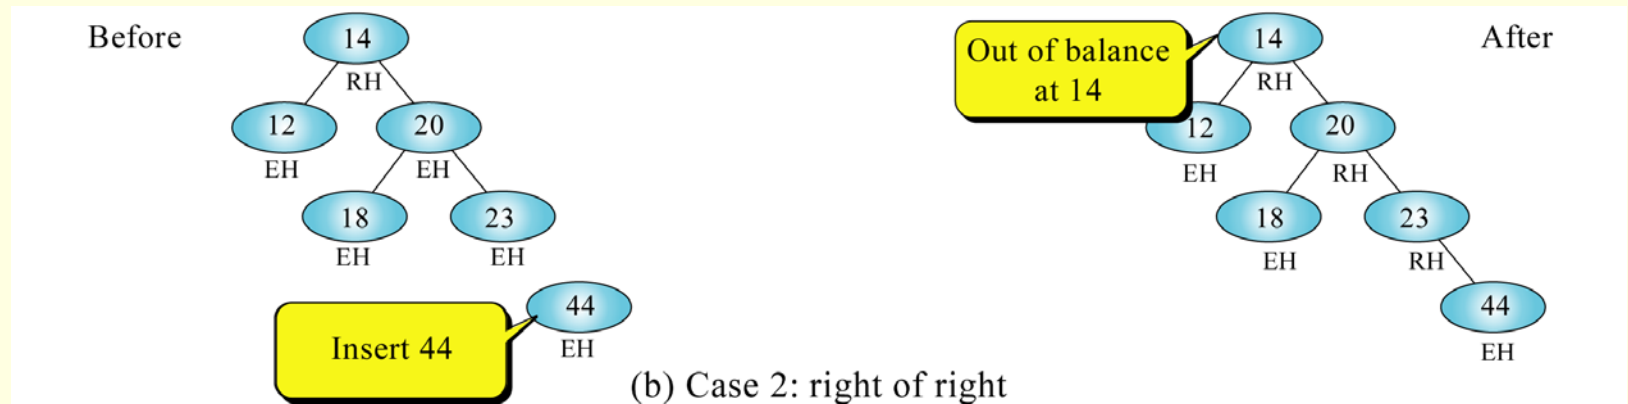 Before
14
RH
12
20
EH
EH
18
23
EH
EH
Insert 44
44
EH
Out of balance
at 14
14
After
RH
12
20
EH
RH
18
23
EH
RH
44
EH
(b) Case 2: right of right